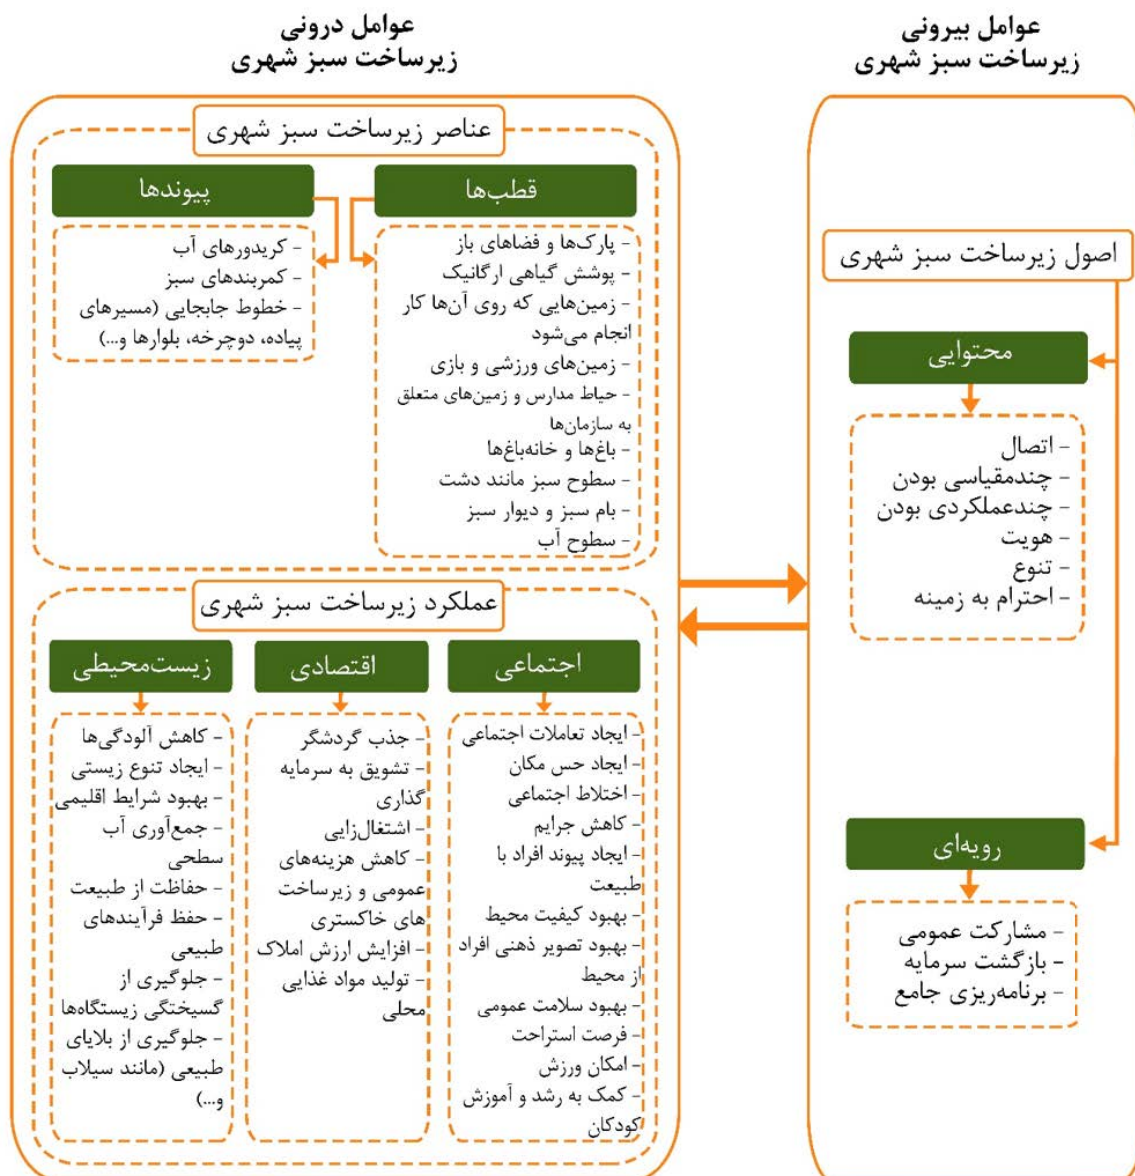 عوامل بیرونی
زیرساخت سبز شهری
اصول زیرساخت سبز شهری
محتوایی
- اتصال
- چندمقیاسی بودن
- چندعملکردی بودن
- هویت
- تنوع
- احترام به زمینه
رویه‌ای
- مشارکت عمومی
- بازگشت سرمایه
- برنامه‌ریزی جامع
عوامل درونی
زیرساخت سبز شهری
عناصر زیرساخت سبز شهری
قطب‌ها
- پارک‌ها و فضاهای باز
- پوشش گیاهی ارگانیک
- زمین‌هایی که روی آن‌ها کار
انجام می‌شود
- زمین‌های ورزشی و بازی
- حیاط مدارس و زمین‌های متعلق
به سازمان‌ها
- باغ‌ها و خانه‌باغ‌ها
- سطوح سبز مانند دشت
- بام سبز و دیوار سبز
- سطوح آب
پیوندها
- کریدورهای آب
- کمربندهای سبز
- خطوط جابجایی (مسیرهای
پیاده، دوچرخه، بلوارها و...)
عملکرد زیرساخت سبز شهری
اجتماعی
- ایجاد تعاملات اجتماعی
- ایجاد حس مکان
- اختلاط اجتماعی
- کاهش جرایم
- ایجاد پیوند افراد با
طبیعت
- بهبود کیفیت محیط
- بهبود تصویر ذهنی افراد
از محیط
- بهبود سلامت عمومی
- فرصت استراحت
- امکان ورزش
- کمک به رشد و آموزش
کودکان
اقتصادی
- جذب گردشگر
- تشویق به سرمایه
گذاری
- اشتغال‌زایی
- کاهش هزینه‌های
عمومی و زیرساخت
های خاکستری
- افزایش ارزش املاک
- تولید مواد غذایی
محلی
زیست‌محیطی
- کاهش آلودگی‌ها
- ایجاد تنوع زیستی
- بهبود شرایط اقلیمی
- جمع‌آوری آب
سطحی
- حفاظت از طبیعت
- حفظ فرآیندهای
طبیعی
- جلوگیری از
گسیختگی زیستگاه‌ها
- جلوگیری از بلایای
طبیعی (مانند سیلاب
و...)